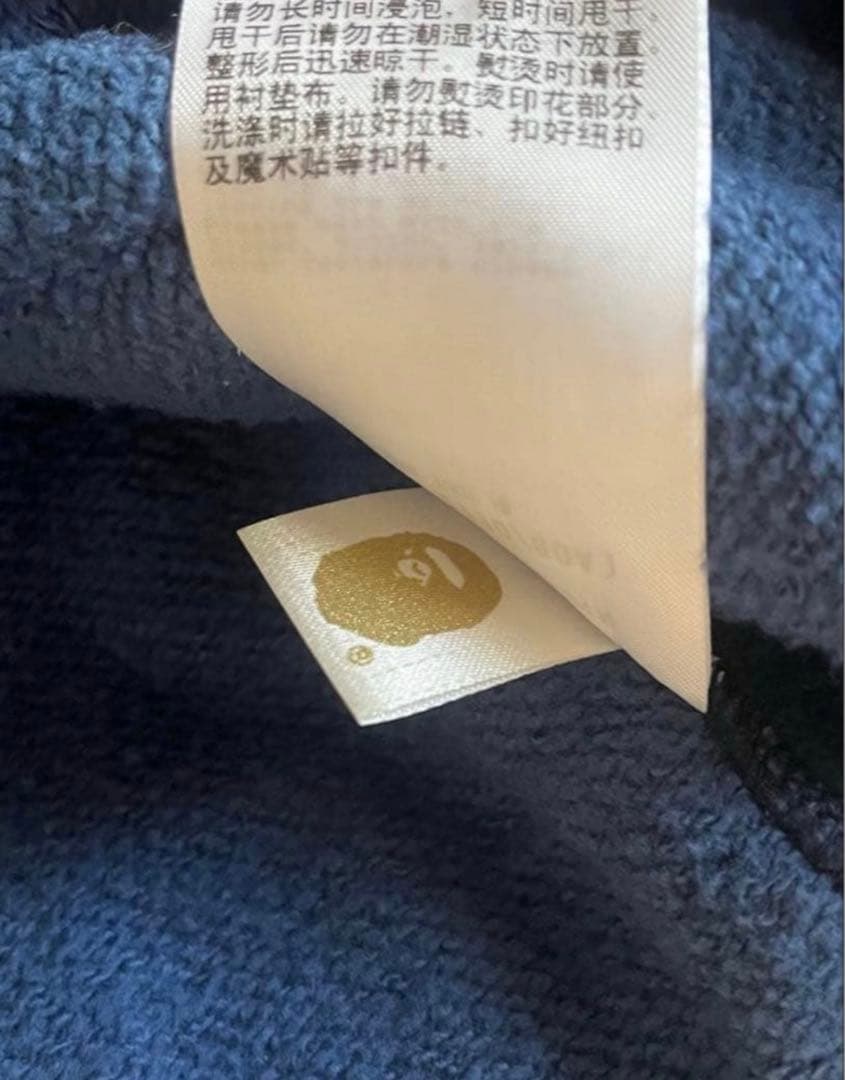 请勿长时间浸泡，短时间甩干。
甩干后请勿在潮湿状态下放置。
整形后迅速晾干。熨烫时请使
用衬垫布。请勿熨烫印花部分、
洗涤时请拉好拉链、扣好纽扣
及魔术贴等扣件。
®